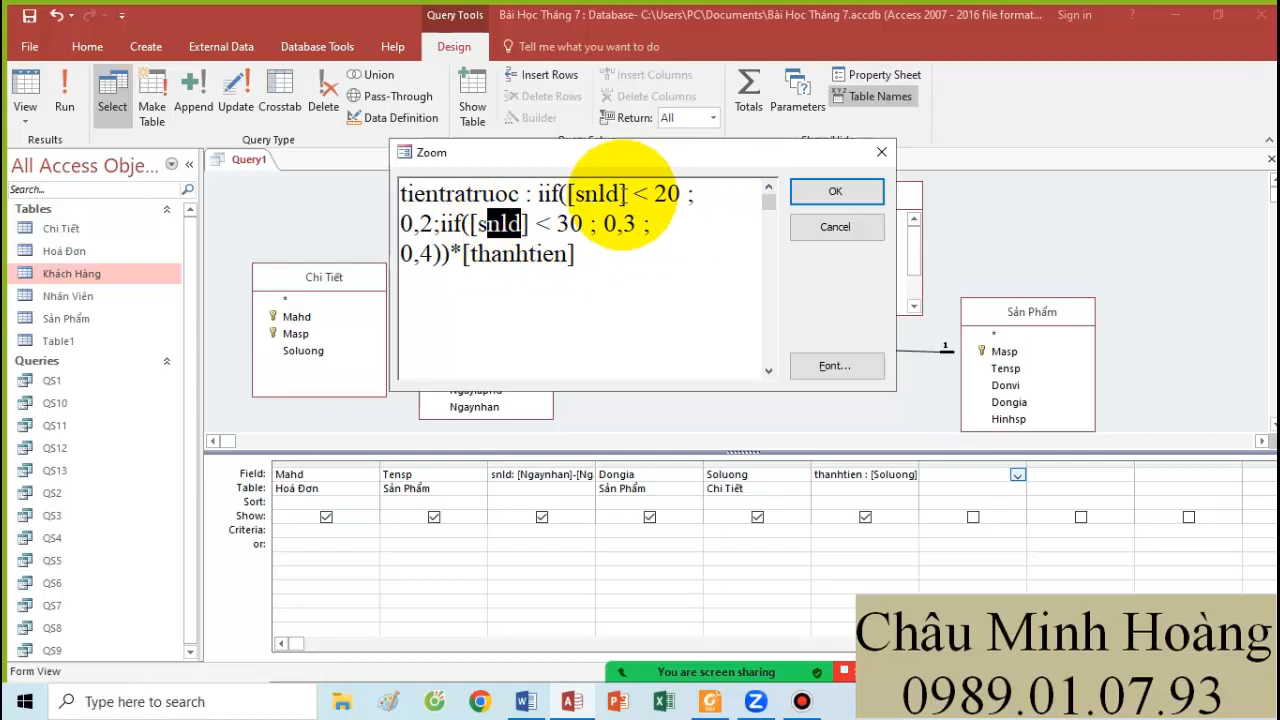 Query Tools
Bài Học Tháng 7 : Database- C:\Users\PC\Documents\Bài Học Tháng 7.accdb (Access 2007 - 2016 file format...
Sign in
?
File
Home
Create
External Data
Database Tools
Help
Design
Tell me what you want to do
View
Run
Select
Make Table
Append
Update
Crosstab
Delete
Union
Pass-Through
Data Definition
Show Table
Insert Rows
Delete Rows
Builder
Insert Columns
Delete Columns
Return: All
Totals
Parameters
Property Sheet
Table Names
Results
Query Type
All Access Obje...
Search...
Tables
Chi Tiết
Hoá Đơn
Khách Hàng
Nhân Viên
Sản Phẩm
Table1
Queries
QS1
QS10
QS11
QS12
QS13
QS2
QS3
QS4
QS5
QS6
QS7
QS8
QS9
Query1
Zoom
tientratruoc : iif([snld] < 20 ;
0,2;iif([snld] < 30 ; 0,3 ;
0,4))*[thanhtien]
OK
Cancel
Font...
Chi Tiết
*
Mahd
Masp
Soluong
Ngaynhan
1
Sản Phẩm
*
Masp
Tensp
Donvi
Dongia
Hinhsp
Field: Mahd Tensp snld: [Ngaynhan]-[Ng Dongia Soluong thanhtien : [Soluong]
Table: Hoá Đơn Sản Phẩm Sản Phẩm Chi Tiết
Sort:
Show:
Criteria:
or:
Form View
You are screen sharing
Type here to search
Châu Minh Hoàng
0989.01.07.93